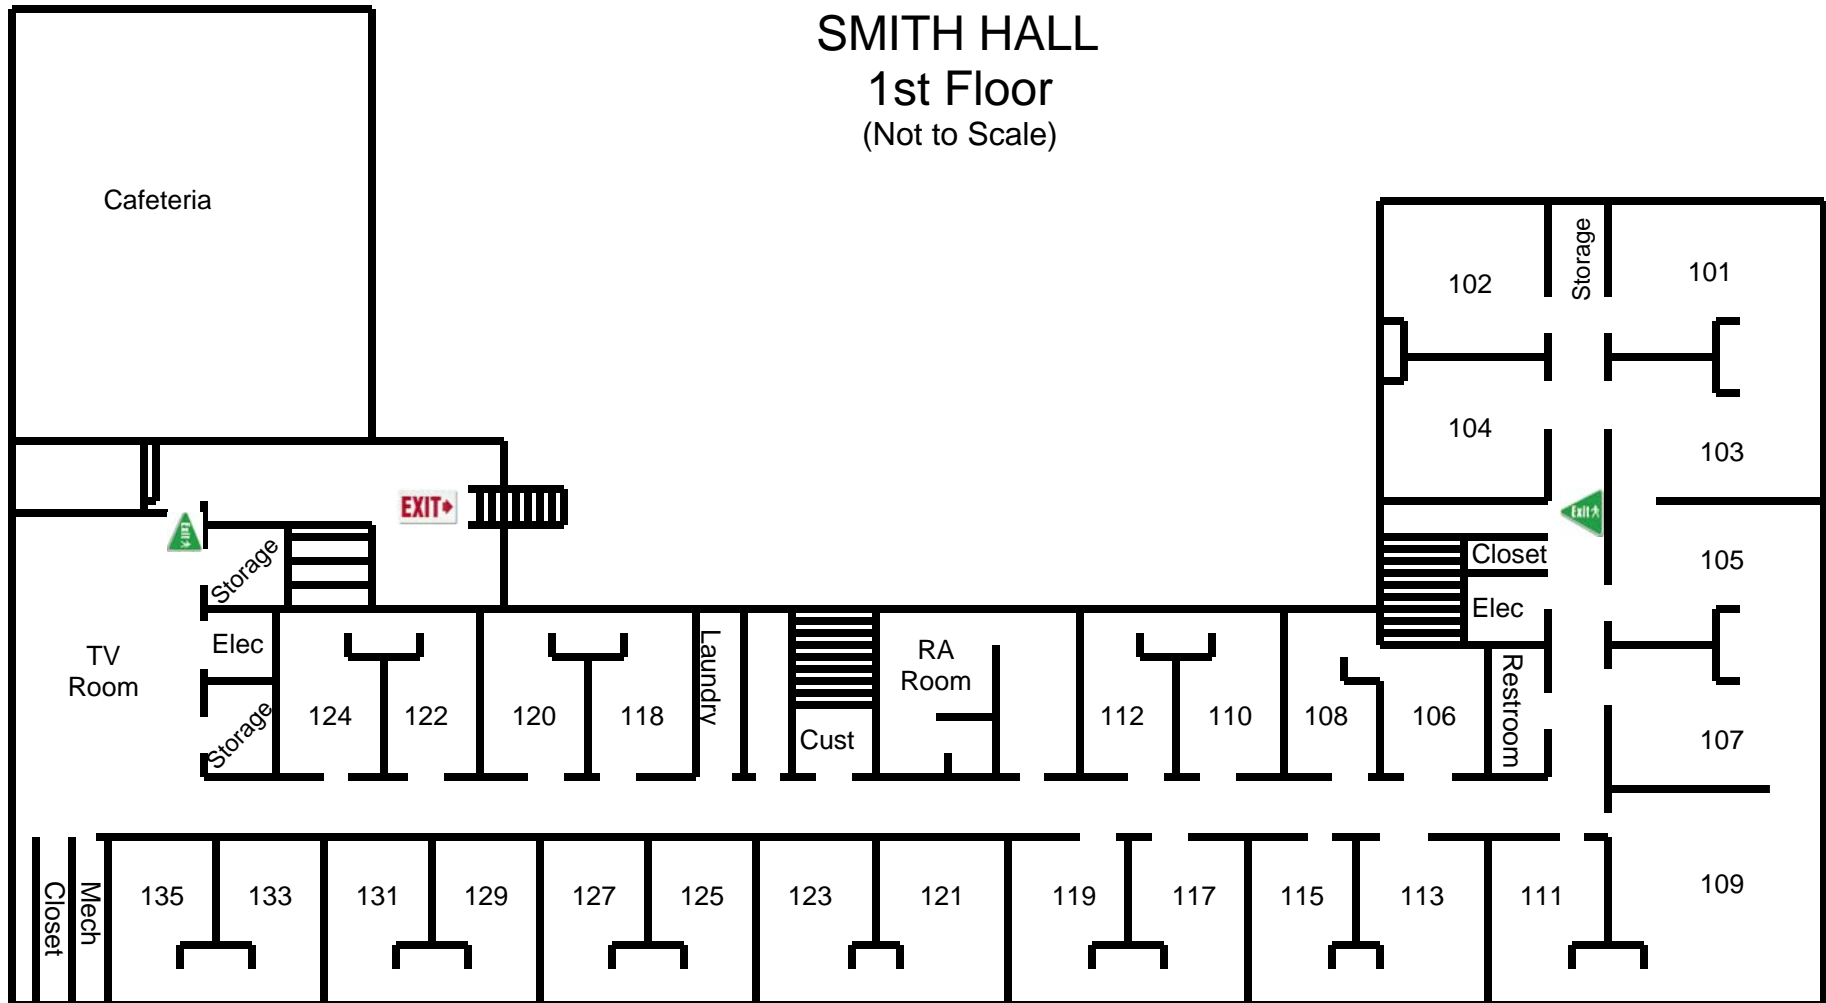 SMITH HALL
1st Floor
(Not to Scale)
Cafeteria
102
Storage
101
104
103
EXIT
Exit
Exit
Storage
Closet
105
Elec
Elec
TV
Room
Laundry
RA
Room
Restroom
124
122
120
118
112
110
108
106
Storage
Cust
107
Closet
Mech
135
133
131
129
127
125
123
121
119
117
115
113
111
109